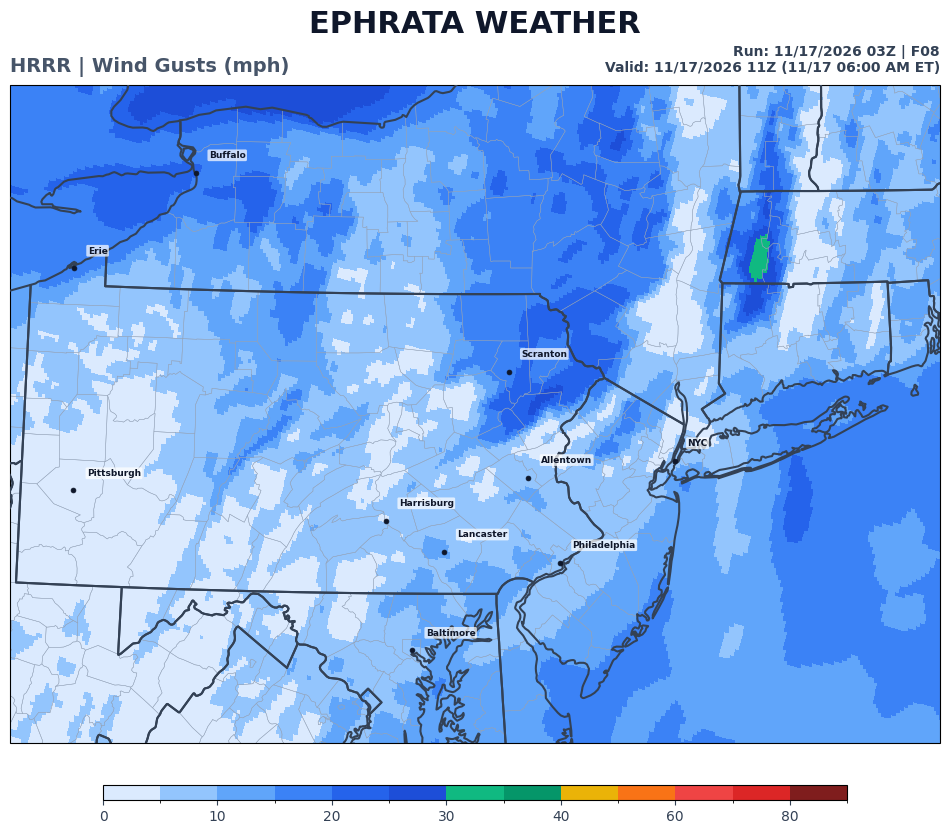 EPHRATA WEATHER
HRRR | Wind Gusts (mph)
Run: 11/17/2026 03Z | F08
Valid: 11/17/2026 11Z (11/17 06:00 AM ET)
Buffalo
Erie
Scranton
NYC
Allentown
Pittsburgh
Harrisburg
Lancaster
Philadelphia
Baltimore
0 10 20 30 40 50 60 70 80